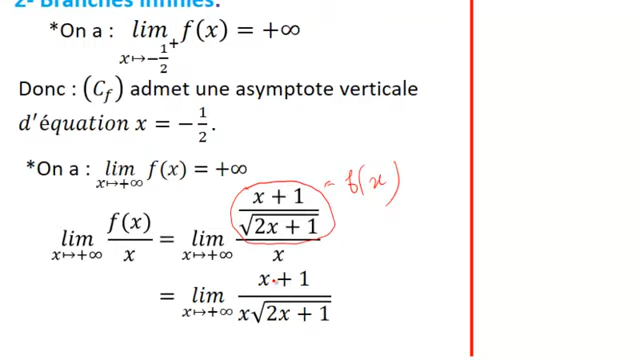 2- Branches infinies:
*On a : lim_{x↦-1/2^+} f(x) = +∞
Donc : (C_f) admet une asymptote verticale
d'équation x = -1/2.
*On a : lim_{x↦+∞} f(x) = +∞
lim_{x↦+∞} f(x)/x = lim_{x↦+∞} ((x + 1)/√(2x + 1))/x = f(x)
= lim_{x↦+∞} (x + 1)/(x√(2x + 1))